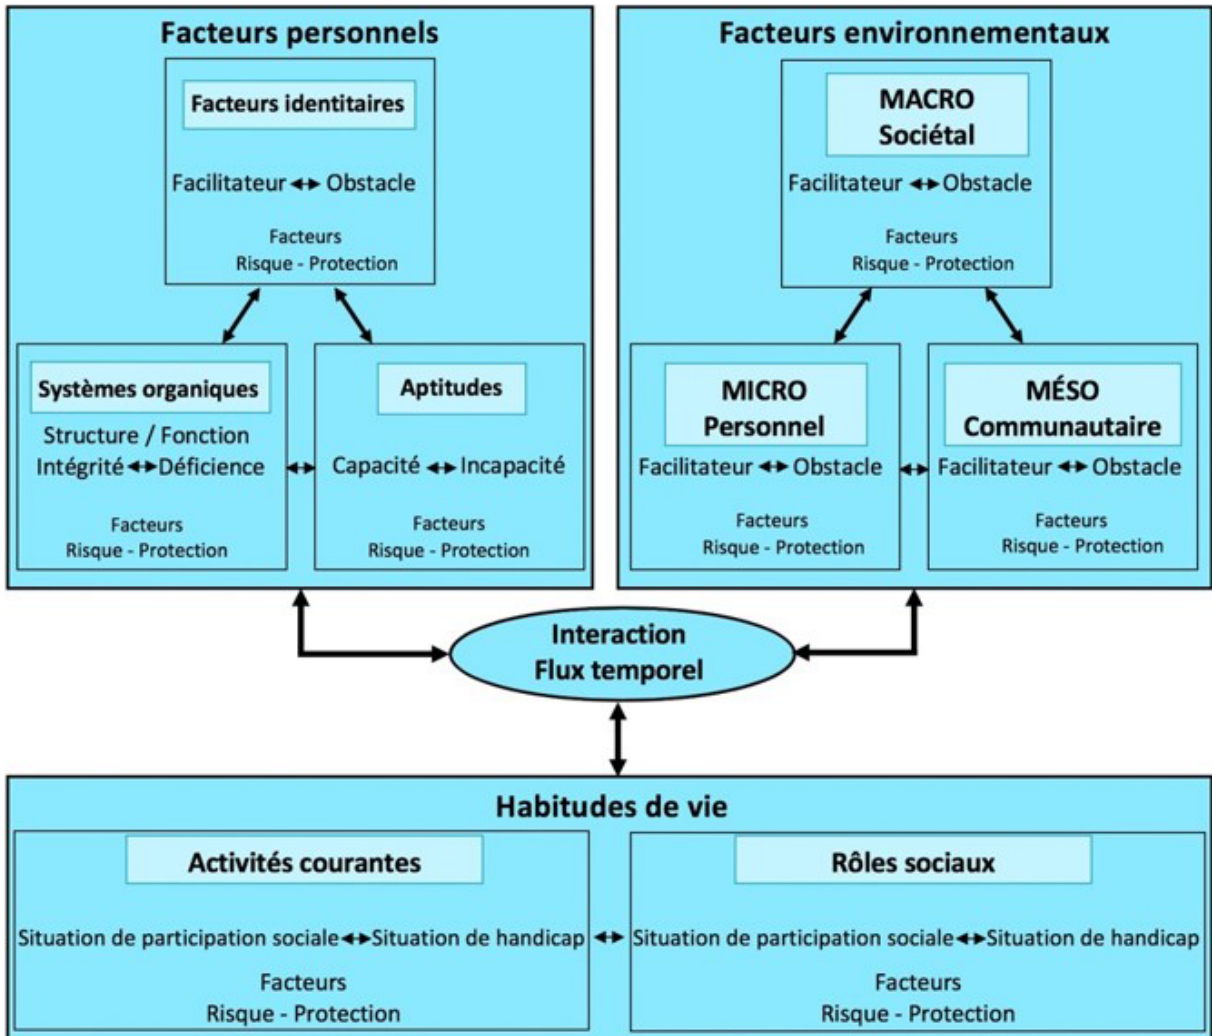 Facteurs personnels
Facteurs identitaires
Facilitateur ↔ Obstacle
Facteurs
Risque - Protection
Systèmes organiques
Structure / Fonction
Intégrité ↔ Déficience
Facteurs
Risque - Protection
Aptitudes
Capacité ↔ Incapacité
Facteurs
Risque - Protection
Facteurs environnementaux
MACRO
Sociétal
Facilitateur ↔ Obstacle
Facteurs
Risque - Protection
MICRO
Personnel
Facilitateur ↔ Obstacle
Facteurs
Risque - Protection
MÉSO
Communautaire
Facilitateur ↔ Obstacle
Facteurs
Risque - Protection
Interaction
Flux temporel
Habitudes de vie
Activités courantes
Situation de participation sociale ↔ Situation de handicap
Facteurs
Risque - Protection
Rôles sociaux
Situation de participation sociale ↔ Situation de handicap
Facteurs
Risque - Protection